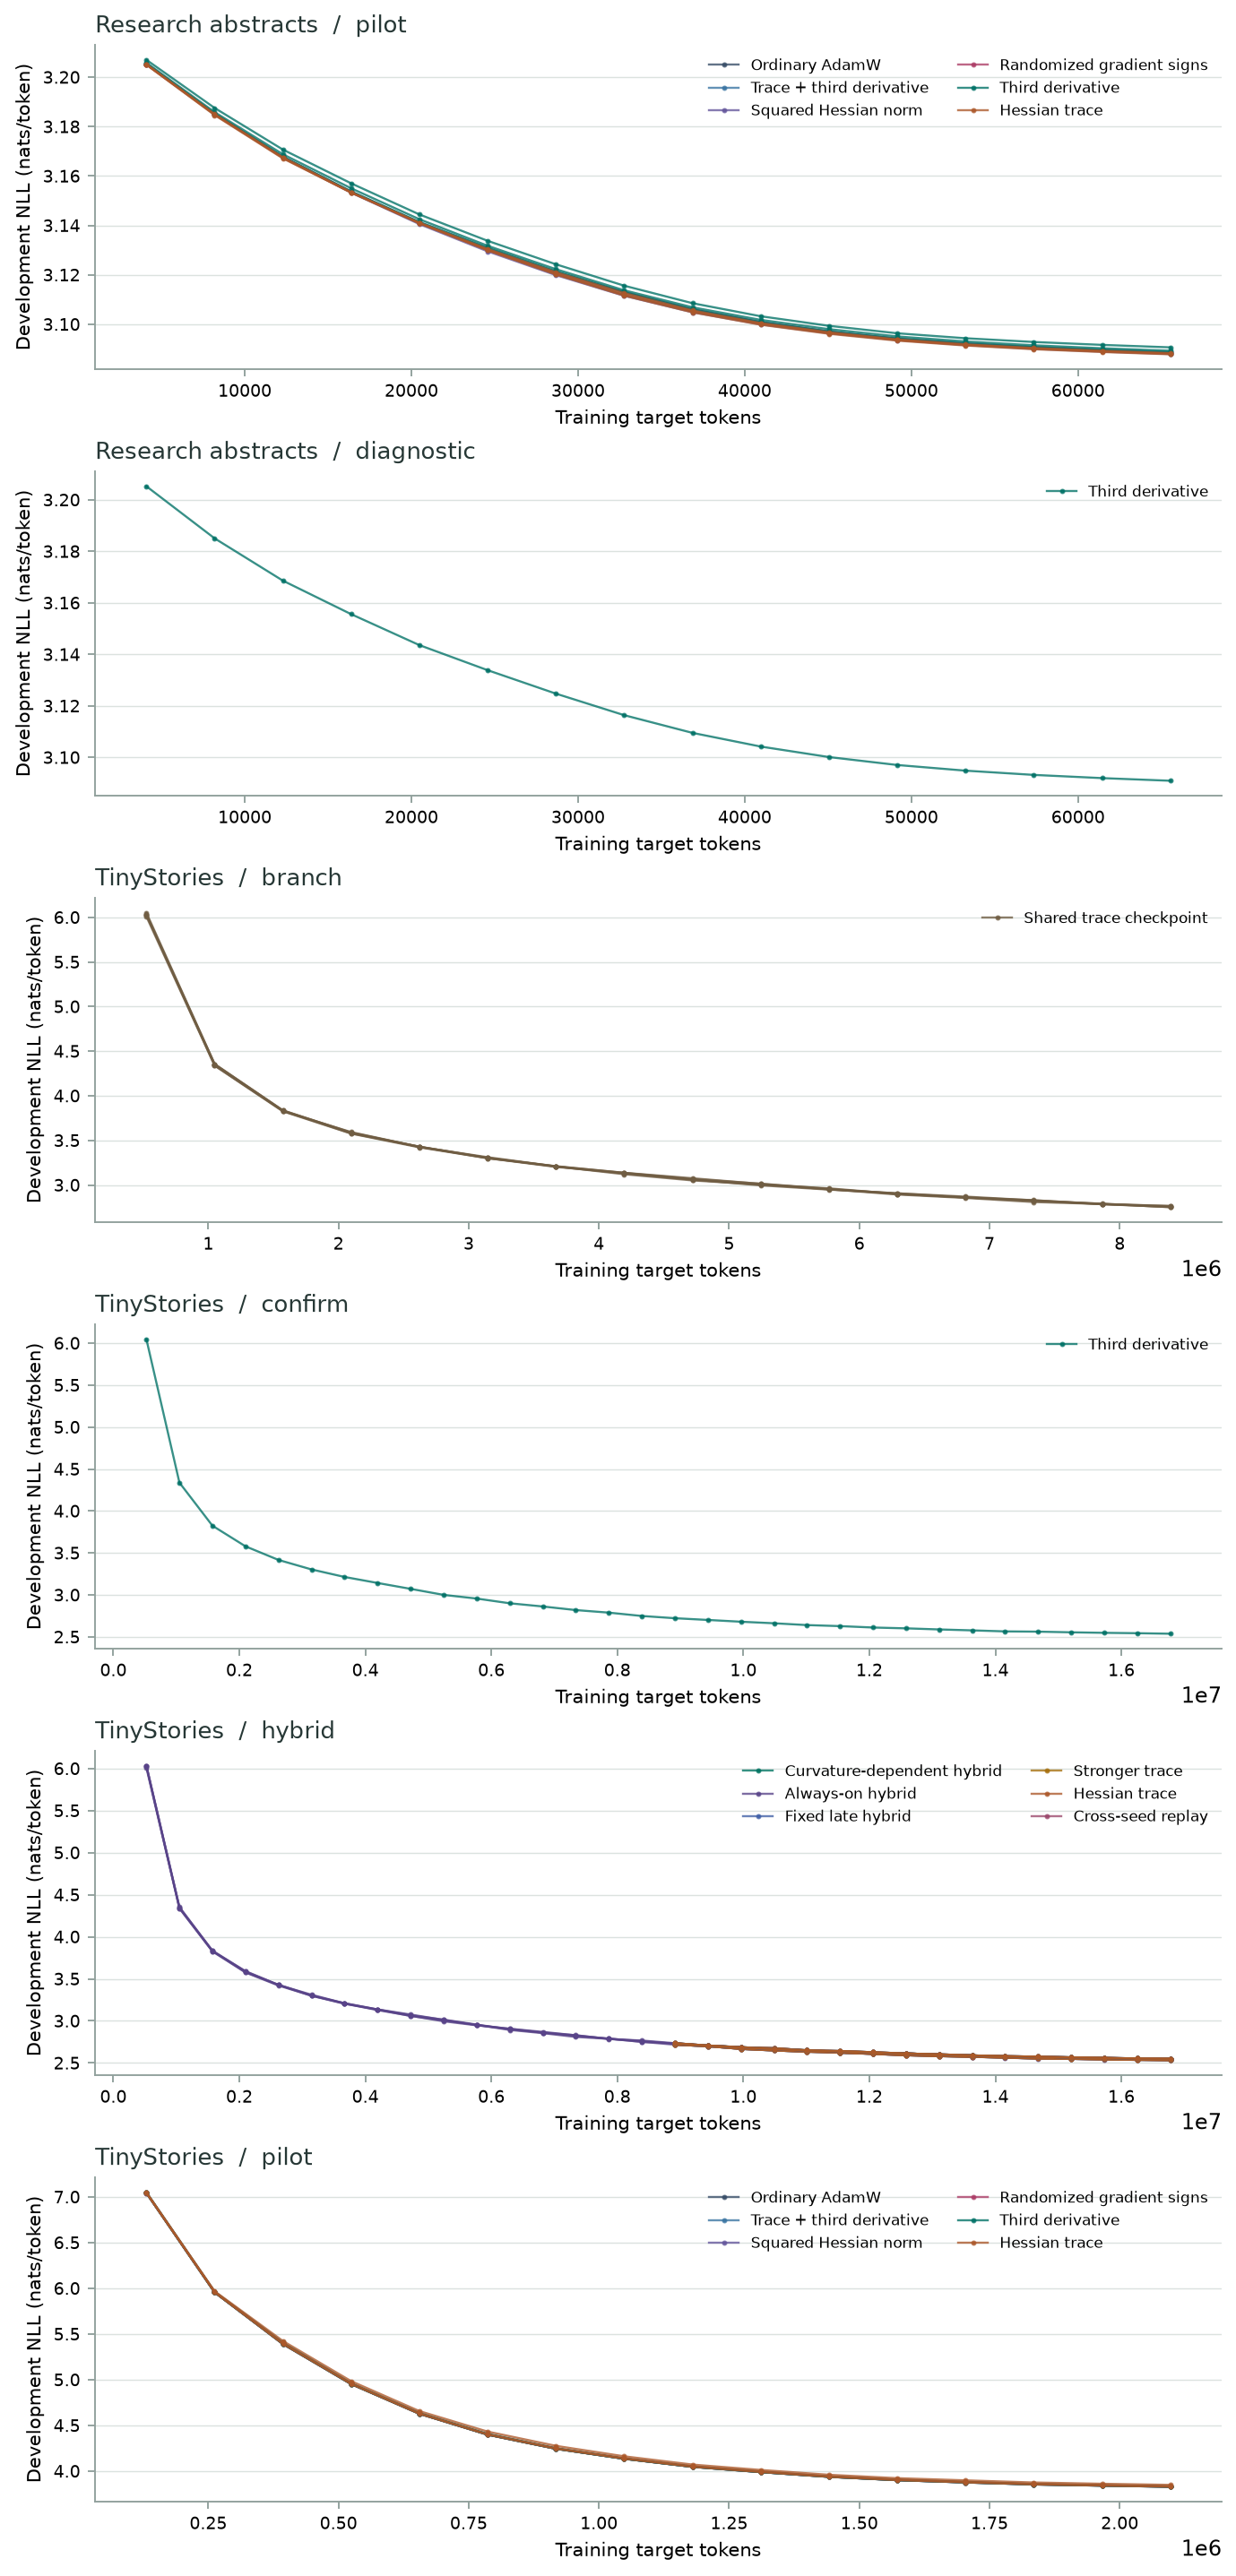 Research abstracts / pilot
Development NLL (nats/token)
3.20
3.18
3.16
3.14
3.12
3.10
Ordinary AdamW
Trace + third derivative
Squared Hessian norm
Randomized gradient signs
Third derivative
Hessian trace
10000 20000 30000 40000 50000 60000
Training target tokens
Research abstracts / diagnostic
Development NLL (nats/token)
3.20
3.18
3.16
3.14
3.12
3.10
Third derivative
10000 20000 30000 40000 50000 60000
Training target tokens
TinyStories / branch
Development NLL (nats/token)
6.0
5.5
5.0
4.5
4.0
3.5
3.0
Shared trace checkpoint
1 2 3 4 5 6 7 8
Training target tokens
1e6
TinyStories / confirm
Development NLL (nats/token)
6.0
5.5
5.0
4.5
4.0
3.5
3.0
2.5
Third derivative
0.0 0.2 0.4 0.6 0.8 1.0 1.2 1.4 1.6
Training target tokens
1e7
TinyStories / hybrid
Development NLL (nats/token)
6.0
5.5
5.0
4.5
4.0
3.5
3.0
2.5
Curvature-dependent hybrid
Always-on hybrid
Fixed late hybrid
Stronger trace
Hessian trace
Cross-seed replay
0.0 0.2 0.4 0.6 0.8 1.0 1.2 1.4 1.6
Training target tokens
1e7
TinyStories / pilot
Development NLL (nats/token)
7.0
6.5
6.0
5.5
5.0
4.5
4.0
Ordinary AdamW
Trace + third derivative
Squared Hessian norm
Randomized gradient signs
Third derivative
Hessian trace
0.25 0.50 0.75 1.00 1.25 1.50 1.75 2.00
Training target tokens
1e6